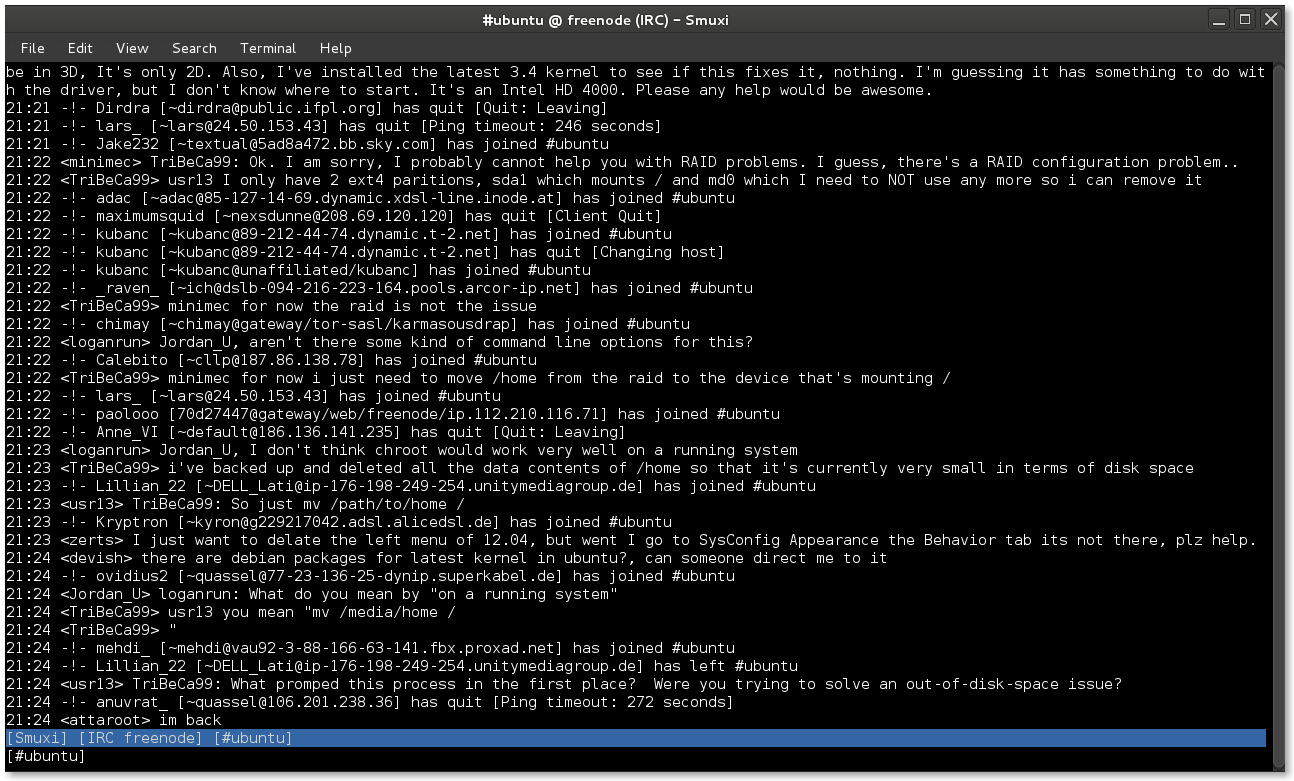 #ubuntu @ freenode (IRC) – Smuxi
File Edit View Search Terminal Help
be in 3D, It's only 2D. Also, I've installed the latest 3.4 kernel to see if this fixes it, nothing. I'm guessing it has something to do wit
h the driver, but I don't know where to start. It's an Intel HD 4000. Please any help would be awesome.
21:21 -!- Dirdra [~dirdra@public.ifpl.org] has quit [Quit: Leaving]
21:21 -!- lars_ [~lars@24.50.153.43] has quit [Ping timeout: 246 seconds]
21:21 -!- Jake232 [~textual@5ad8a472.bb.sky.com] has joined #ubuntu
21:22 <minimec> TriBeCa99: Ok. I am sorry, I probably cannot help you with RAID problems. I guess, there's a RAID configuration problem..
21:22 <TriBeCa99> usr13 I only have 2 ext4 paritions, sda1 which mounts / and md0 which I need to NOT use any more so i can remove it
21:22 -!- adac [~adac@85-127-14-69.dynamic.xdsl-line.inode.at] has joined #ubuntu
21:22 -!- maximumsquid [~nexsdunne@208.69.120.120] has quit [Client Quit]
21:22 -!- kubanc [~kubanc@89-212-44-74.dynamic.t-2.net] has joined #ubuntu
21:22 -!- kubanc [~kubanc@89-212-44-74.dynamic.t-2.net] has quit [Changing host]
21:22 -!- kubanc [~kubanc@unaffiliated/kubanc] has joined #ubuntu
21:22 -!- _raven_ [~ich@dslb-094-216-223-164.pools.arcor-ip.net] has joined #ubuntu
21:22 <TriBeCa99> minimec for now the raid is not the issue
21:22 -!- chimay [~chimay@gateway/tor-sasl/karmasousdrap] has joined #ubuntu
21:22 <loganrun> Jordan_U, aren't there some kind of command line options for this?
21:22 -!- Calebito [~cllp@187.86.138.78] has joined #ubuntu
21:22 <TriBeCa99> minimec for now i just need to move /home from the raid to the device that's mounting /
21:22 -!- lars_ [~lars@24.50.153.43] has joined #ubuntu
21:22 -!- paolooo [70d27447@gateway/web/freenode/ip.112.210.116.71] has joined #ubuntu
21:22 -!- Anne_VI [~default@186.136.141.235] has quit [Quit: Leaving]
21:23 <loganrun> Jordan_U, I don't think chroot would work very well on a running system
21:23 <TriBeCa99> i've backed up and deleted all the data contents of /home so that it's currently very small in terms of disk space
21:23 -!- Lillian_22 [~DELL_Lati@ip-176-198-249-254.unitymediagroup.de] has joined #ubuntu
21:23 <usr13> TriBeCa99: So just mv /path/to/home /
21:23 -!- Kryptron [~kyron@g229217042.adsl.alicedsl.de] has joined #ubuntu
21:23 <zerts> I just want to delate the left menu of 12.04, but went I go to SysConfig Appearance the Behavior tab its not there, plz help.
21:24 <devish> there are debian packages for latest kernel in ubuntu?, can someone direct me to it
21:24 -!- ovidius2 [~quassel@77-23-136-25-dynip.superkabel.de] has joined #ubuntu
21:24 <Jordan_U> loganrun: What do you mean by "on a running system"
21:24 <TriBeCa99> usr13 you mean "mv /media/home /
21:24 <TriBeCa99> "
21:24 -!- mehdi_ [~mehdi@vau92-3-88-166-63-141.fbx.proxad.net] has joined #ubuntu
21:24 -!- Lillian_22 [~DELL_Lati@ip-176-198-249-254.unitymediagroup.de] has left #ubuntu
21:24 <usr13> TriBeCa99: What promped this process in the first place?  Were you trying to solve an out-of-disk-space issue?
21:24 -!- anuvrat_ [~quassel@106.201.238.36] has quit [Ping timeout: 272 seconds]
21:24 <attaroot> im back
[Smuxi] [IRC freenode] [#ubuntu]
[#ubuntu]